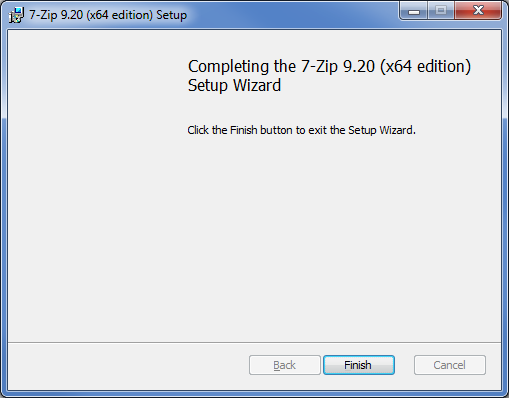 7-Zip 9.20 (x64 edition) Setup
Completing the 7-Zip 9.20 (x64 edition)
Setup Wizard
Click the Finish button to exit the Setup Wizard.
Back
Finish
Cancel